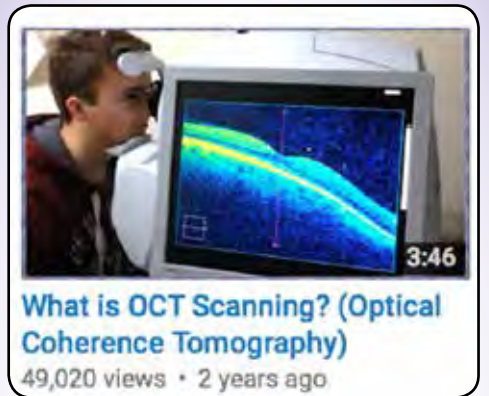 3:46
What is OCT Scanning? (Optical
Coherence Tomography)
49,020 views • 2 years ago